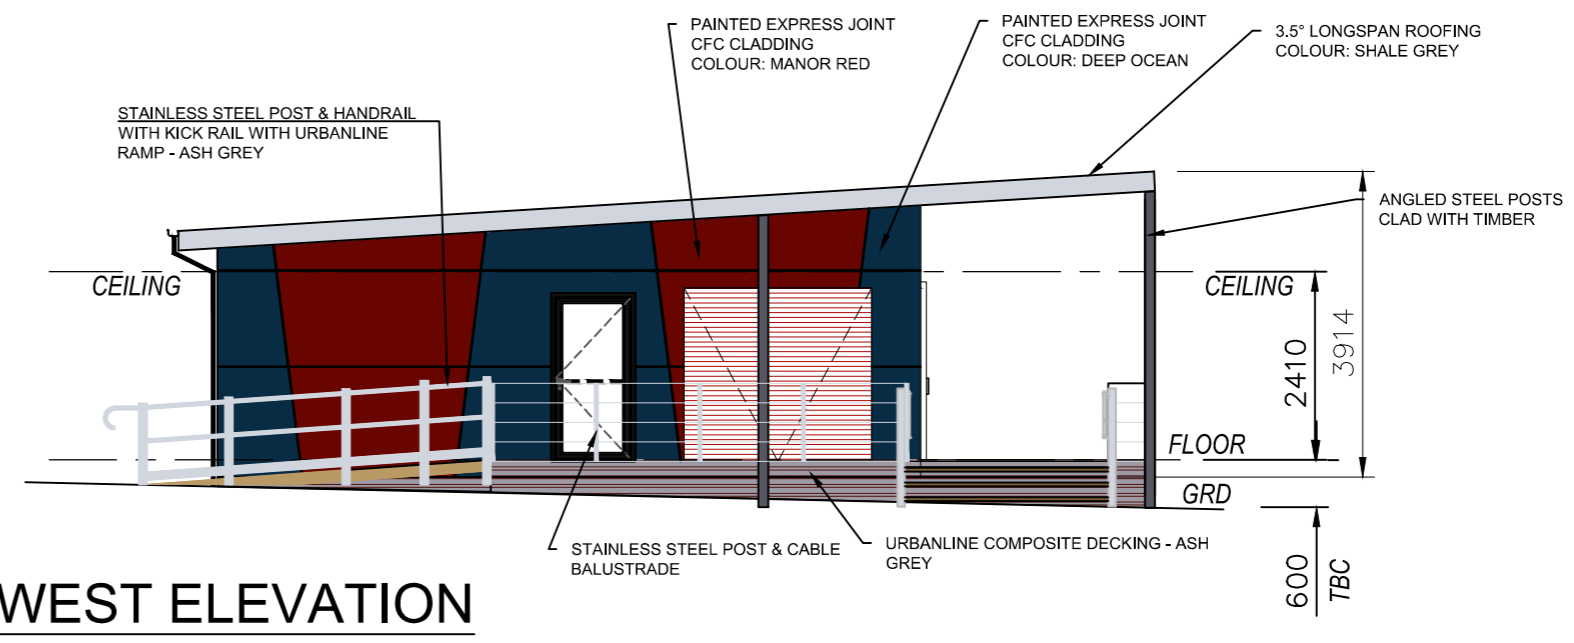 PAINTED EXPRESS JOINT
CFC CLADDING
COLOUR: MANOR RED
PAINTED EXPRESS JOINT
CFC CLADDING
COLOUR: DEEP OCEAN
3.5° LONGSPAN ROOFING
COLOUR: SHALE GREY
STAINLESS STEEL POST & HANDRAIL
WITH KICK RAIL WITH URBANLINE
RAMP - ASH GREY
ANGLED STEEL POSTS
CLAD WITH TIMBER
CEILING
CEILING
2410
3914
FLOOR
GRD
STAINLESS STEEL POST & CABLE
BALUSTRADE
URBANLINE COMPOSITE DECKING - ASH
GREY
600
TBC
WEST ELEVATION